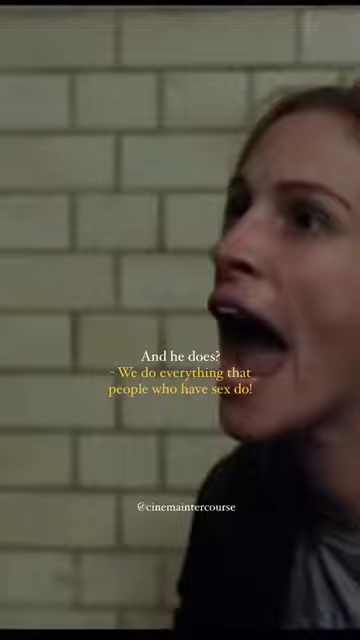 And he does?
- We do everything that
people who have sex do!
@cinemaintercourse